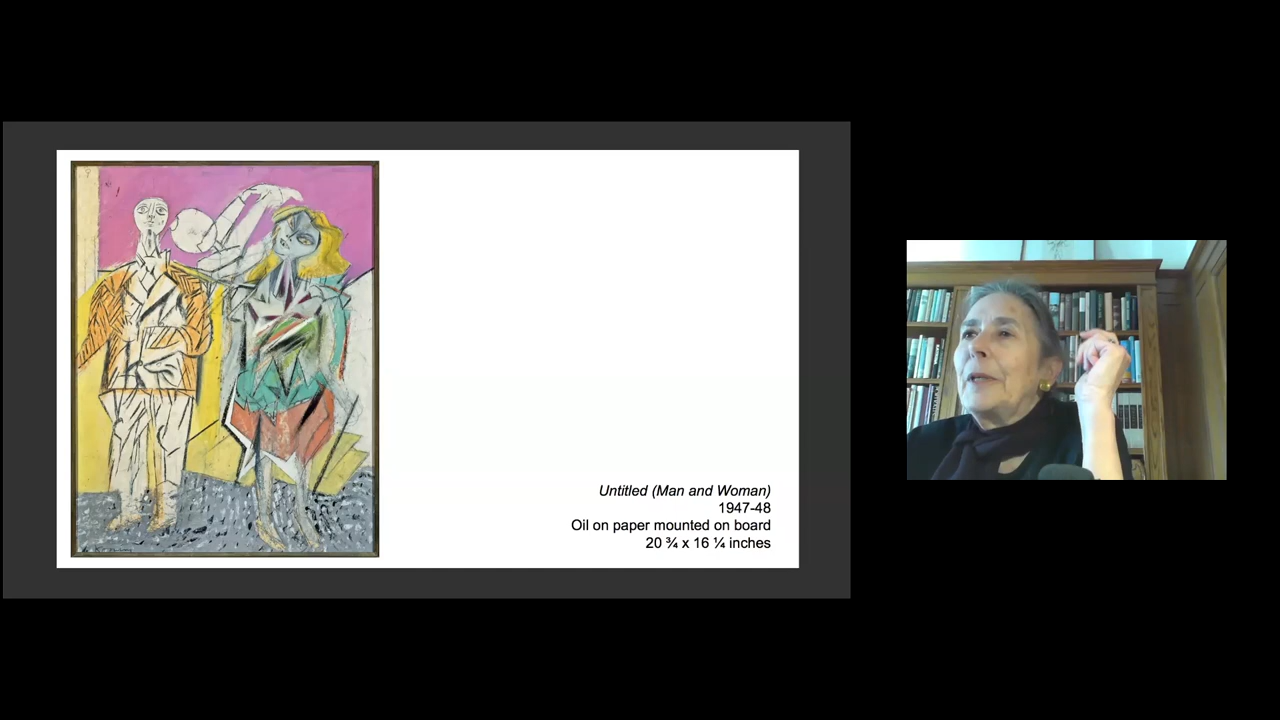 Untitled (Man and Woman)
1947-48
Oil on paper mounted on board
20 ¾ x 16 ¼ inches